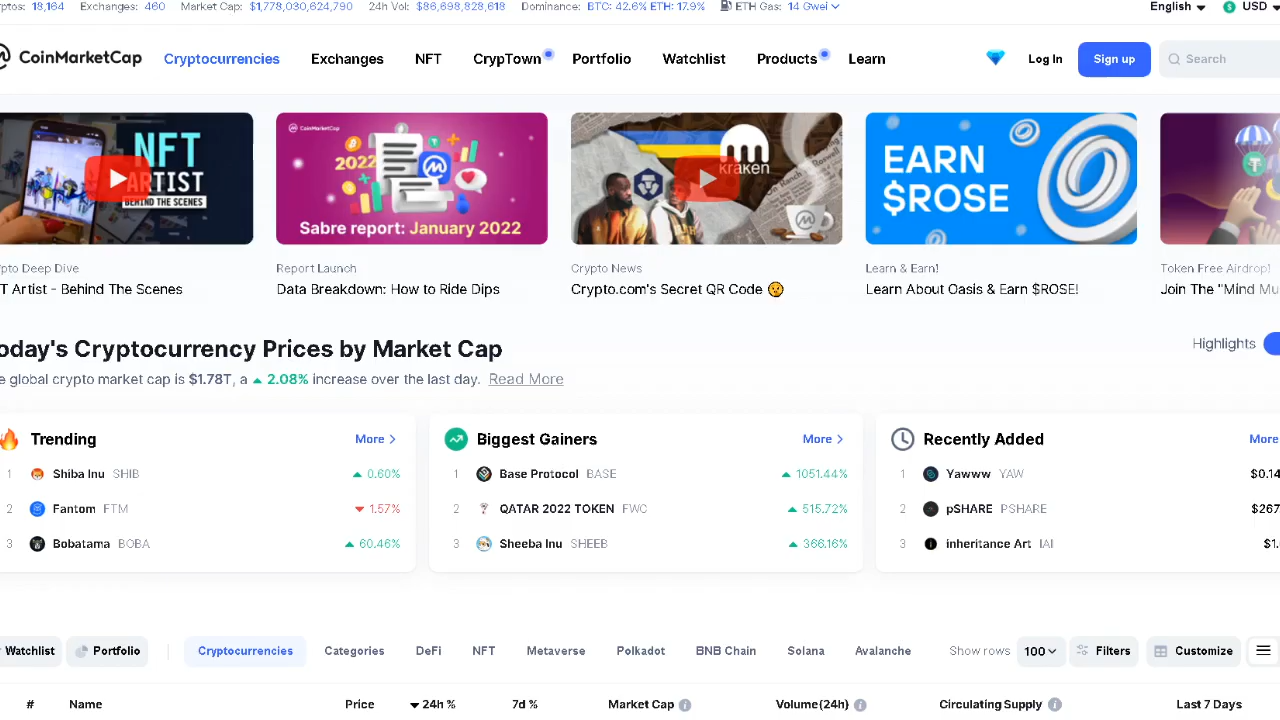 ptos: 18,164 Exchanges: 460 Market Cap: $1,778,030,624,790 24h Vol: $86,698,828,618 Dominance: BTC: 42.6% ETH: 17.9% ETH Gas: 14 Gwei English USD
CoinMarketCap Cryptocurrencies Exchanges NFT CrypTown Portfolio Watchlist Products Learn Log In Sign up Search
NFT
ARTIST
BEHIND THE SCENES
CoinMarketCap
2022
Sabre report: January 2022
kraken
EARN
$ROSE
pto Deep Dive Report Launch Crypto News Learn & Earn! Token Free Airdrop!
T Artist - Behind The Scenes Data Breakdown: How to Ride Dips Crypto.com's Secret QR Code 🤨 Learn About Oasis & Earn $ROSE! Join The "Mind Mu
oday's Cryptocurrency Prices by Market Cap Highlights
e global crypto market cap is $1.78T, a ▲ 2.08% increase over the last day. Read More
Trending More >
1 Shiba Inu SHIB ▲ 0.60%
2 Fantom FTM ▼ 1.57%
3 Bobatama BOBA ▲ 60.46%
Biggest Gainers More >
1 Base Protocol BASE ▲ 1051.44%
2 QATAR 2022 TOKEN FWC ▲ 515.72%
3 Sheeba Inu SHEEB ▲ 366.16%
Recently Added More
1 Yawww YAW $0.14
2 pSHARE PSHARE $267
3 inheritance Art IAI $1.
Watchlist Portfolio Cryptocurrencies Categories DeFi NFT Metaverse Polkadot BNB Chain Solana Avalanche Show rows 100 Filters Customize
# Name Price ▼ 24h % 7d % Market Cap Volume(24h) Circulating Supply Last 7 Days